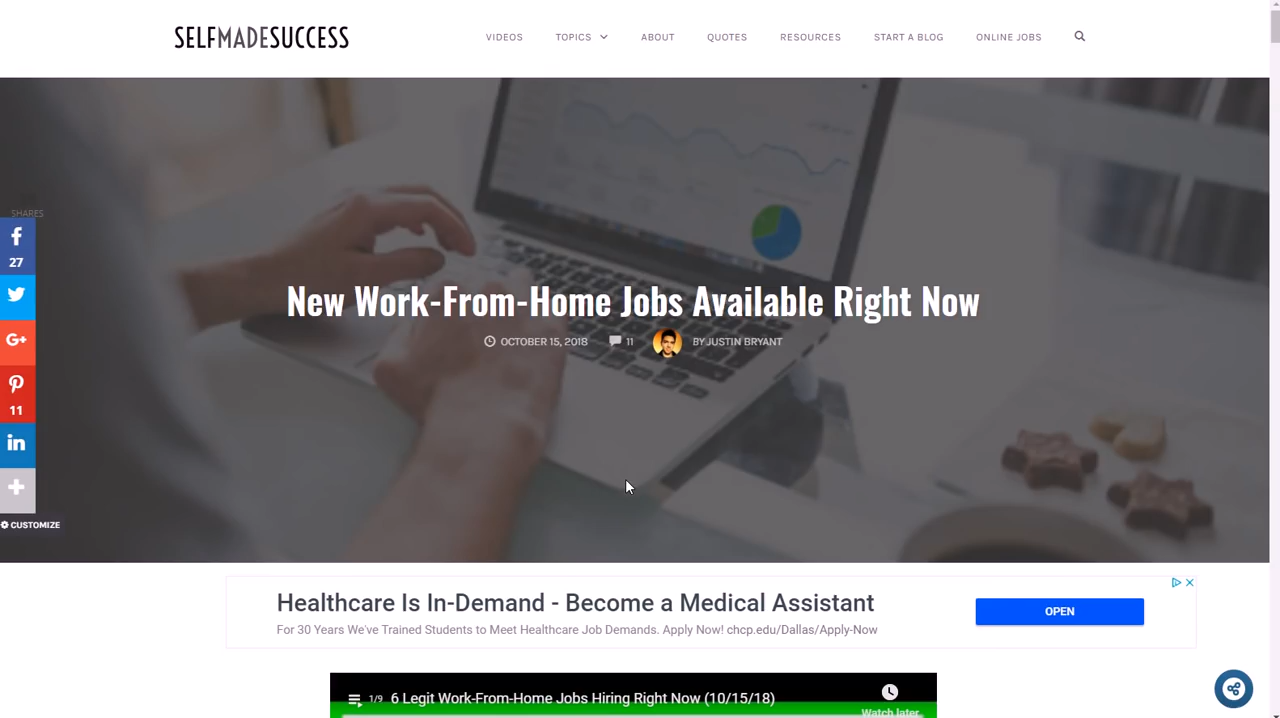 SELFMADESUCCESS
VIDEOS TOPICS ABOUT QUOTES RESOURCES START A BLOG ONLINE JOBS
SHARES
27
11
CUSTOMIZE
New Work-From-Home Jobs Available Right Now
OCTOBER 15, 2018 11 BY JUSTIN BRYANT
Healthcare Is In-Demand - Become a Medical Assistant
For 30 Years We've Trained Students to Meet Healthcare Job Demands. Apply Now! chcp.edu/Dallas/Apply-Now
OPEN
1/9 6 Legit Work-From-Home Jobs Hiring Right Now (10/15/18)
Watch later